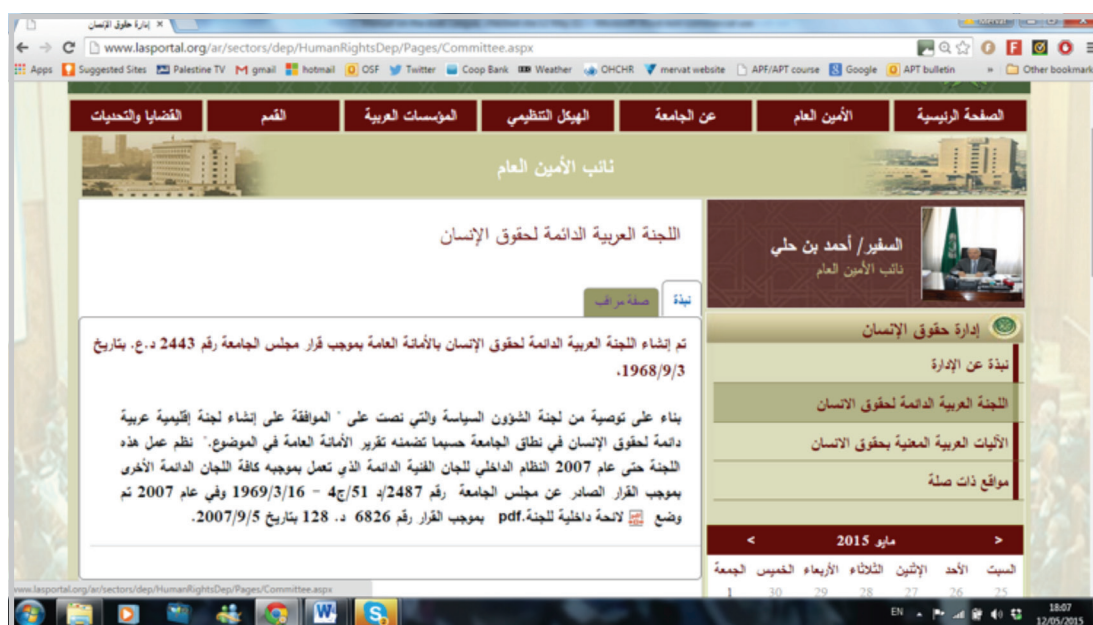 إدارة حقوق الإنسان
www.lasportal.org/ar/sectors/dep/HumanRightsDep/Pages/Committee.aspx
Apps Suggested Sites Palestine TV gmail hotmail OSF Twitter Coop Bank Weather OHCHR mervat website APF/APT course Google APT bulletin » Other bookmark
الصفحة الرئيسية الأمين العام عن الجامعة الهيكل التنظيمي المؤسسات العربية القمم القضايا والتحديات
نائب الأمين العام
السفير/ أحمد بن حلي
نائب الأمين العام
إدارة حقوق الإنسان
نبذة عن الإدارة
اللجنة العربية الدائمة لحقوق الانسان
الآليات العربية المعنية بحقوق الانسان
مواقع ذات صلة
< مايو 2015 >
السبت الأحد الإثنين الثلاثاء الأربعاء الخميس الجمعة
25 26 27 28 29 30 1
اللجنة العربية الدائمة لحقوق الإنسان
نبذة صفة مراقب
تم إنشاء اللجنة العربية الدائمة لحقوق الإنسان بالأمانة العامة بموجب قرار مجلس الجامعة رقم 2443 د.ع. بتاريخ
1968/9/3.
بناء على توصية من لجنة الشؤون السياسة والتي نصت على " الموافقة على إنشاء لجنة إقليمية عربية
دائمة لحقوق الإنسان في نطاق الجامعة حسبما تضمنه تقرير الأمانة العامة في الموضوع." نظم عمل هذه
اللجنة حتى عام 2007 النظام الداخلي للجان الفنية الدائمة الذي تعمل بموجبه كافة اللجان الدائمة الأخرى
بموجب القرار الصادر عن مجلس الجامعة رقم 2487/د 51/ج4 – 1969/3/16 وفي عام 2007 تم
وضع لائحة داخلية للجنة.pdf بموجب القرار رقم 6826 د. 128 بتاريخ 2007/9/5.
www.lasportal.org/ar/sectors/dep/HumanRightsDep/Pages/Committee.aspx
EN
18:07
12/05/2015